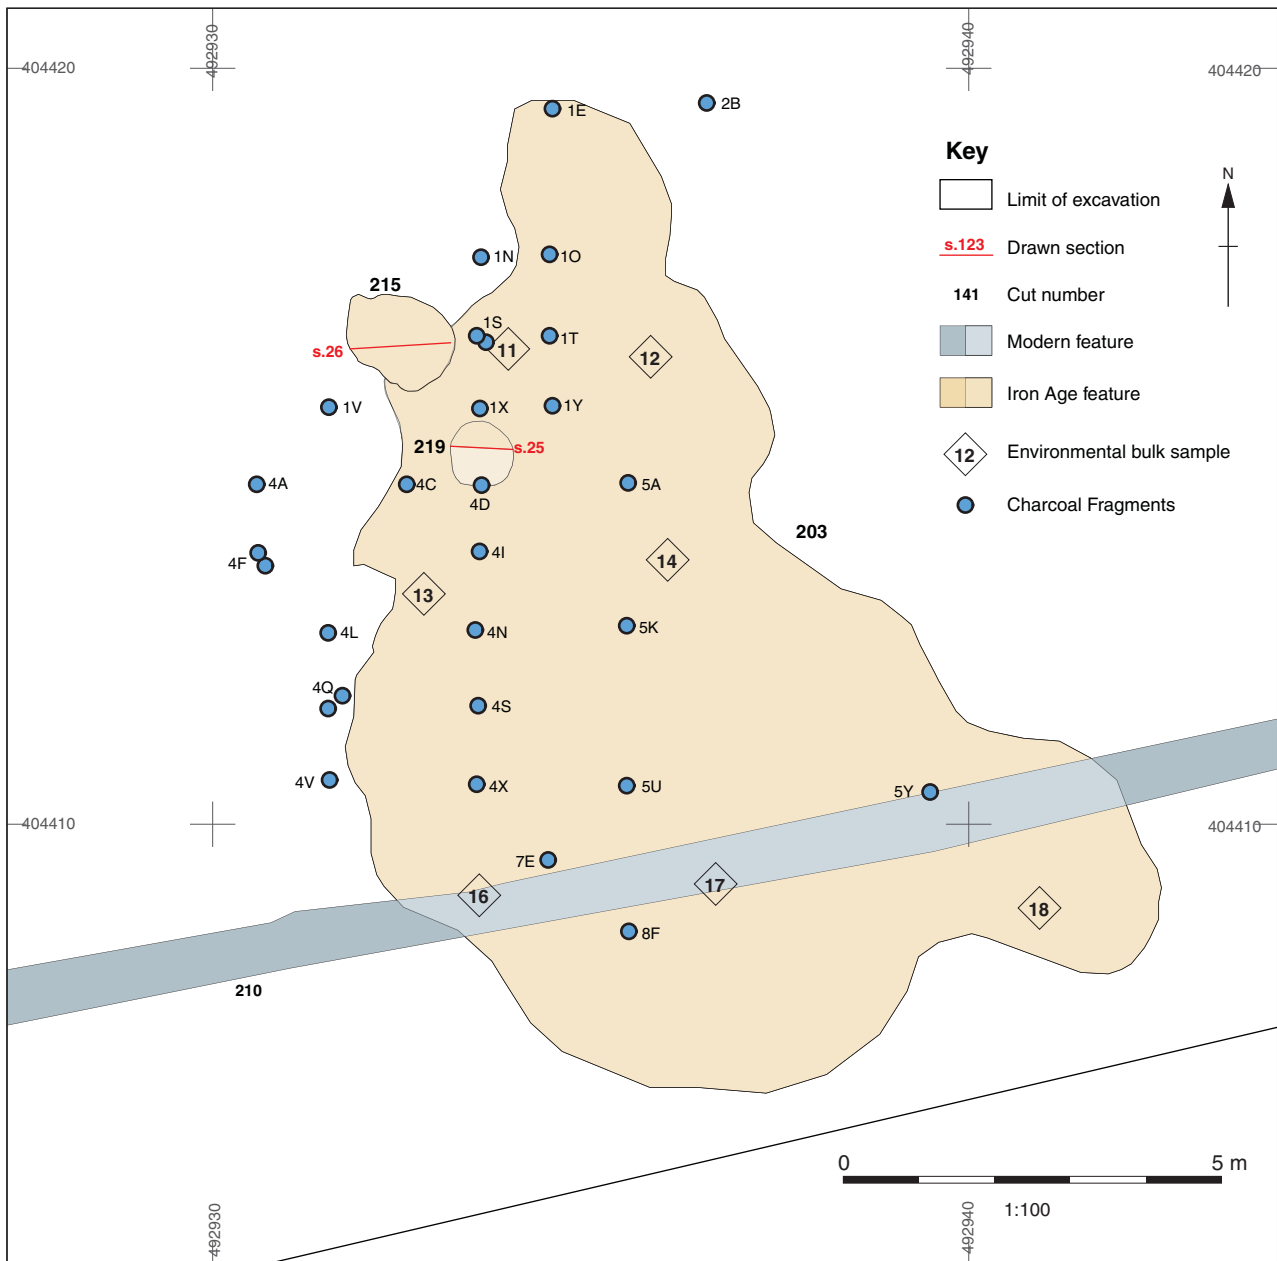 492930
492940
404420
404420
1E
2B
Key
N
Limit of excavation
s.123 Drawn section
141 Cut number
Modern feature
Iron Age feature
12 Environmental bulk sample
Charcoal Fragments
1N
1O
215
1S
1T
11
12
s.26
1V
1X
1Y
219
s.25
4A
4C
4D
5A
203
4F
4I
14
13
4L
4N
5K
4Q
4S
4V
4X
5U
5Y
404410
404410
7E
16
17
18
8F
210
0 5 m
1:100
492930
492940